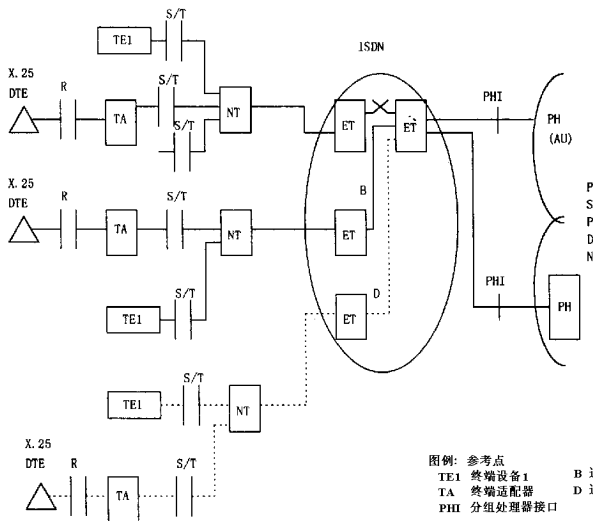 S/T
TE1
ISDN
X.25
DTE
R
S/T
TA
S/T
NT
ET
ET
PHI
PH
(AU)
X.25
DTE
R
S/T
TA
NT
B
ET
P
S
P
D
N
S/T
TE1
D
ET
PHI
PH
S/T
TE1
NT
X.25
DTE
R
S/T
TA
图例: 参考点
TE1 终端设备1 B
TA 终端适配器 D
PHI 分组处理器接口